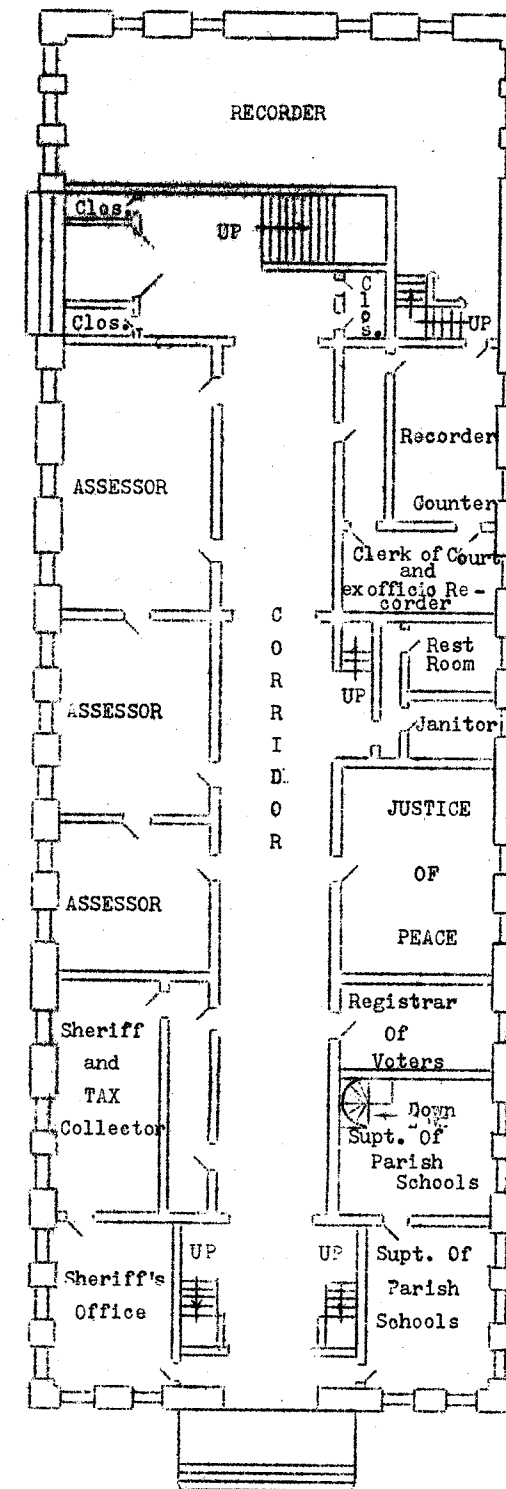 RECORDER
Clos.
UP
Clos.
Clos.
UP
Recorder
ASSESSOR
Counter
Clerk of Court
and
exofficio Re-
corder
CORRIDOR
Rest
Room
UP
ASSESSOR
Janitor
JUSTICE
OF
PEACE
ASSESSOR
Registrar
Of
Voters
Sheriff
and
TAX
Collector
Down
Supt. Of
Parish
Schools
UP
UP
Supt. Of
Parish
Schools
Sheriff's
Office